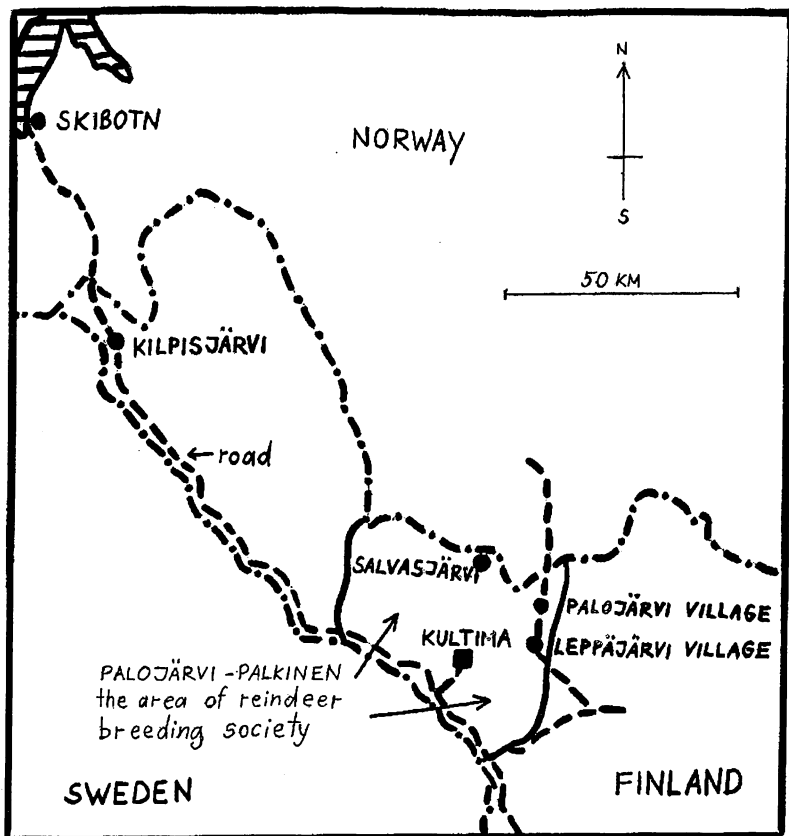 N
SKIBOTN
NORWAY
S
50 KM
KILPISJÄRVI
←road
SALVASJÄRVI
PALOJÄRVI VILLAGE
KULTIMA
LEPPÄJÄRVI VILLAGE
PALOJÄRVI-PALKINEN
the area of reindeer
breeding society
SWEDEN
FINLAND